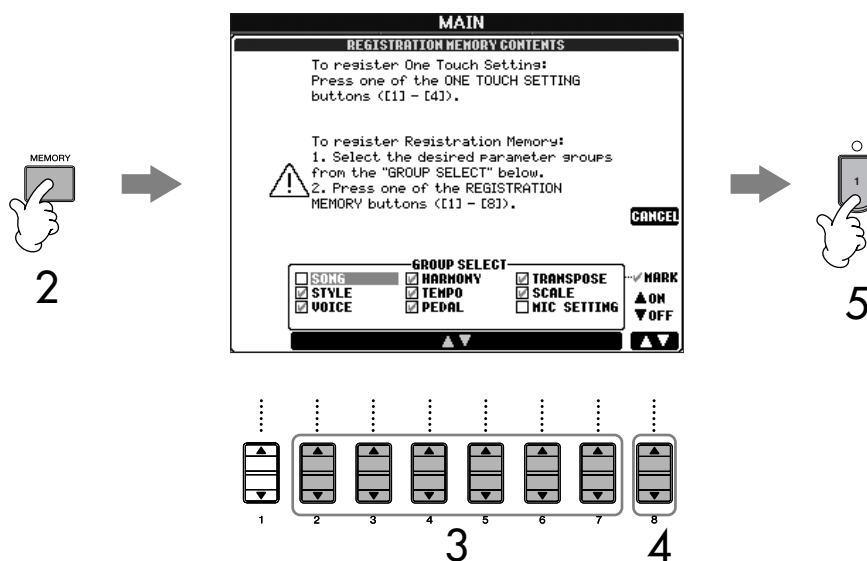 MAIN
REGISTRATION MEMORY CONTENTS
To register One Touch Setting:
Press one of the ONE TOUCH SETTING
buttons ([1] - [4]).
To register Registration Memory:
1. Select the desired parameter groups
from the "GROUP SELECT" below.
2. Press one of the REGISTRATION
MEMORY buttons ([1] - [8]).
CANCEL
GROUP SELECT
SONG HARMONY TRANSPOSE
STYLE TEMPO SCALE
VOICE PEDAL MIC SETTING
MARK
▲ON
▼OFF
▲▼ ▲▼
MEMORY
2
1
5
1 2 3 4 5 6 7 8
3 4